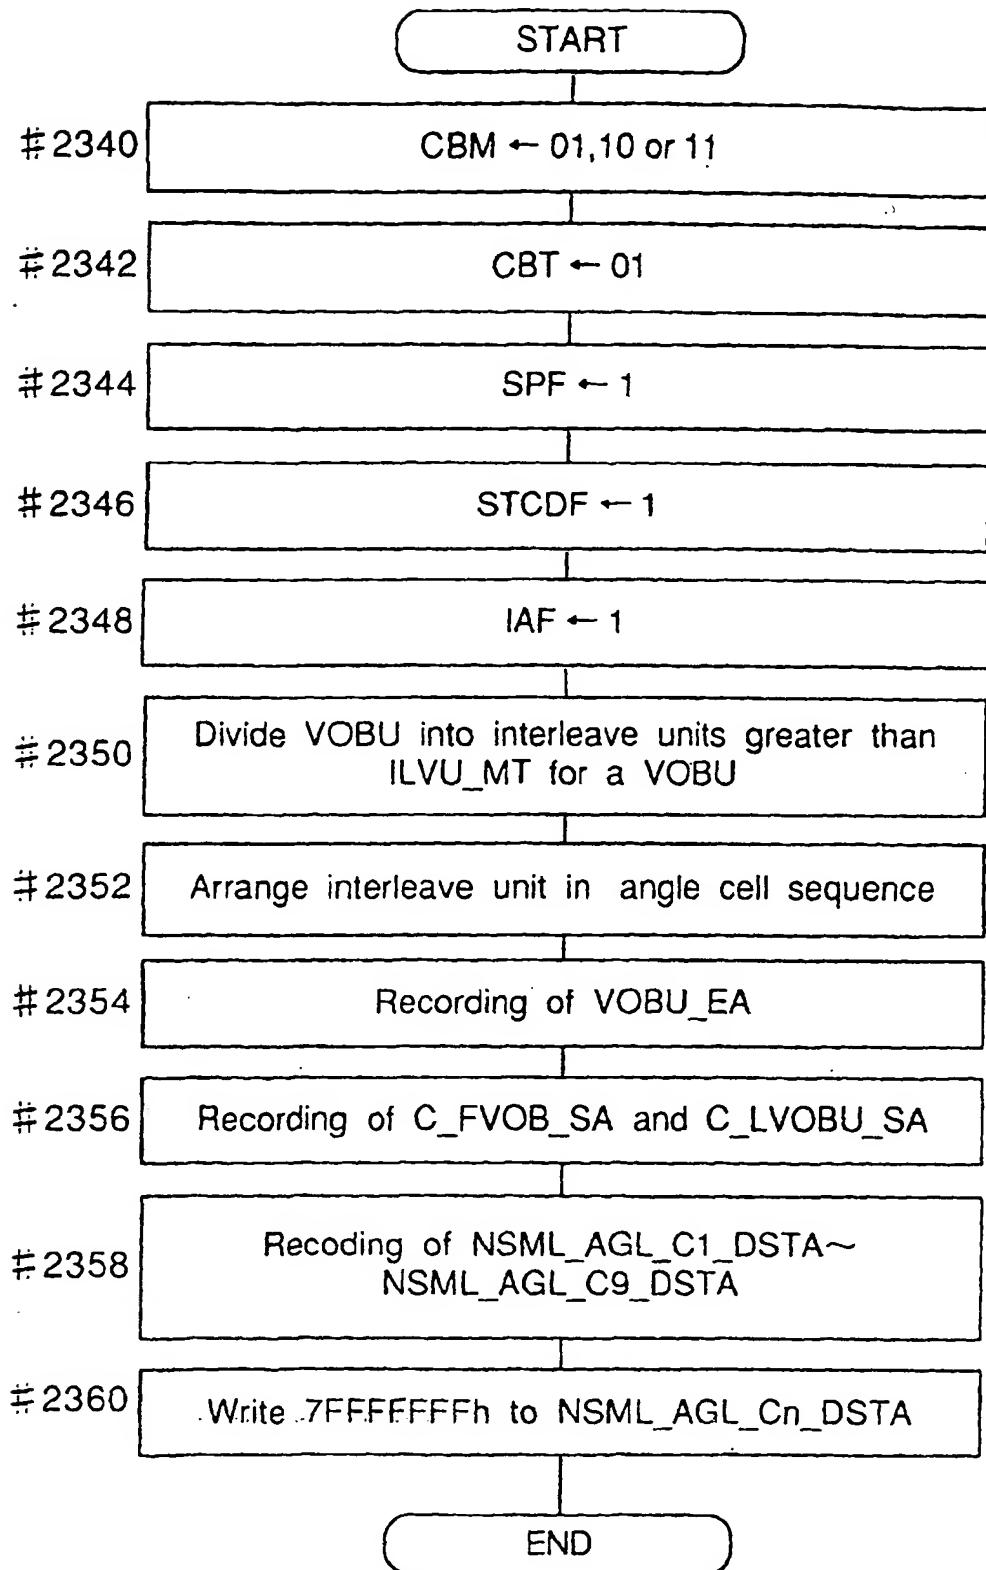 START
#2340
CBM ← 01,10 or 11
#2342
CBT ← 01
#2344
SPF ← 1
#2346
STCDF ← 1
#2348
IAF ← 1
#2350
Divide VOBU into interleave units greater than
ILVU_MT for a VOBU
#2352
Arrange interleave unit in angle cell sequence
#2354
Recording of VOBU_EA
#2356
Recording of C_FVOB_SA and C_LVOBU_SA
#2358
Recoding of NSML_AGL_C1_DSTA~
NSML_AGL_C9_DSTA
#2360
Write 7FFFFFFFh to NSML_AGL_Cn_DSTA
END